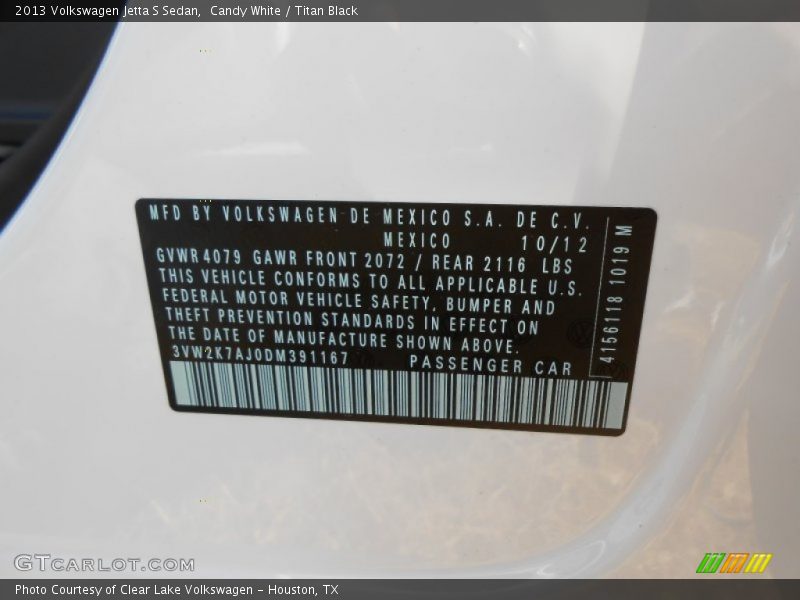 2013 Volkswagen Jetta S Sedan,  Candy White / Titan Black
MFD BY VOLKSWAGEN DE MEXICO S.A. DE C.V.
MEXICO 10/12
GVWR 4079 GAWR FRONT 2072 / REAR 2116 LBS
THIS VEHICLE CONFORMS TO ALL APPLICABLE U.S.
FEDERAL MOTOR VEHICLE SAFETY, BUMPER AND
THEFT PREVENTION STANDARDS IN EFFECT ON
THE DATE OF MANUFACTURE SHOWN ABOVE.
3VW2K7AJ0DM391167 PASSENGER CAR
4156118 1019 M
GTCARLOT.COM
Photo Courtesy of Clear Lake Volkswagen – Houston, TX